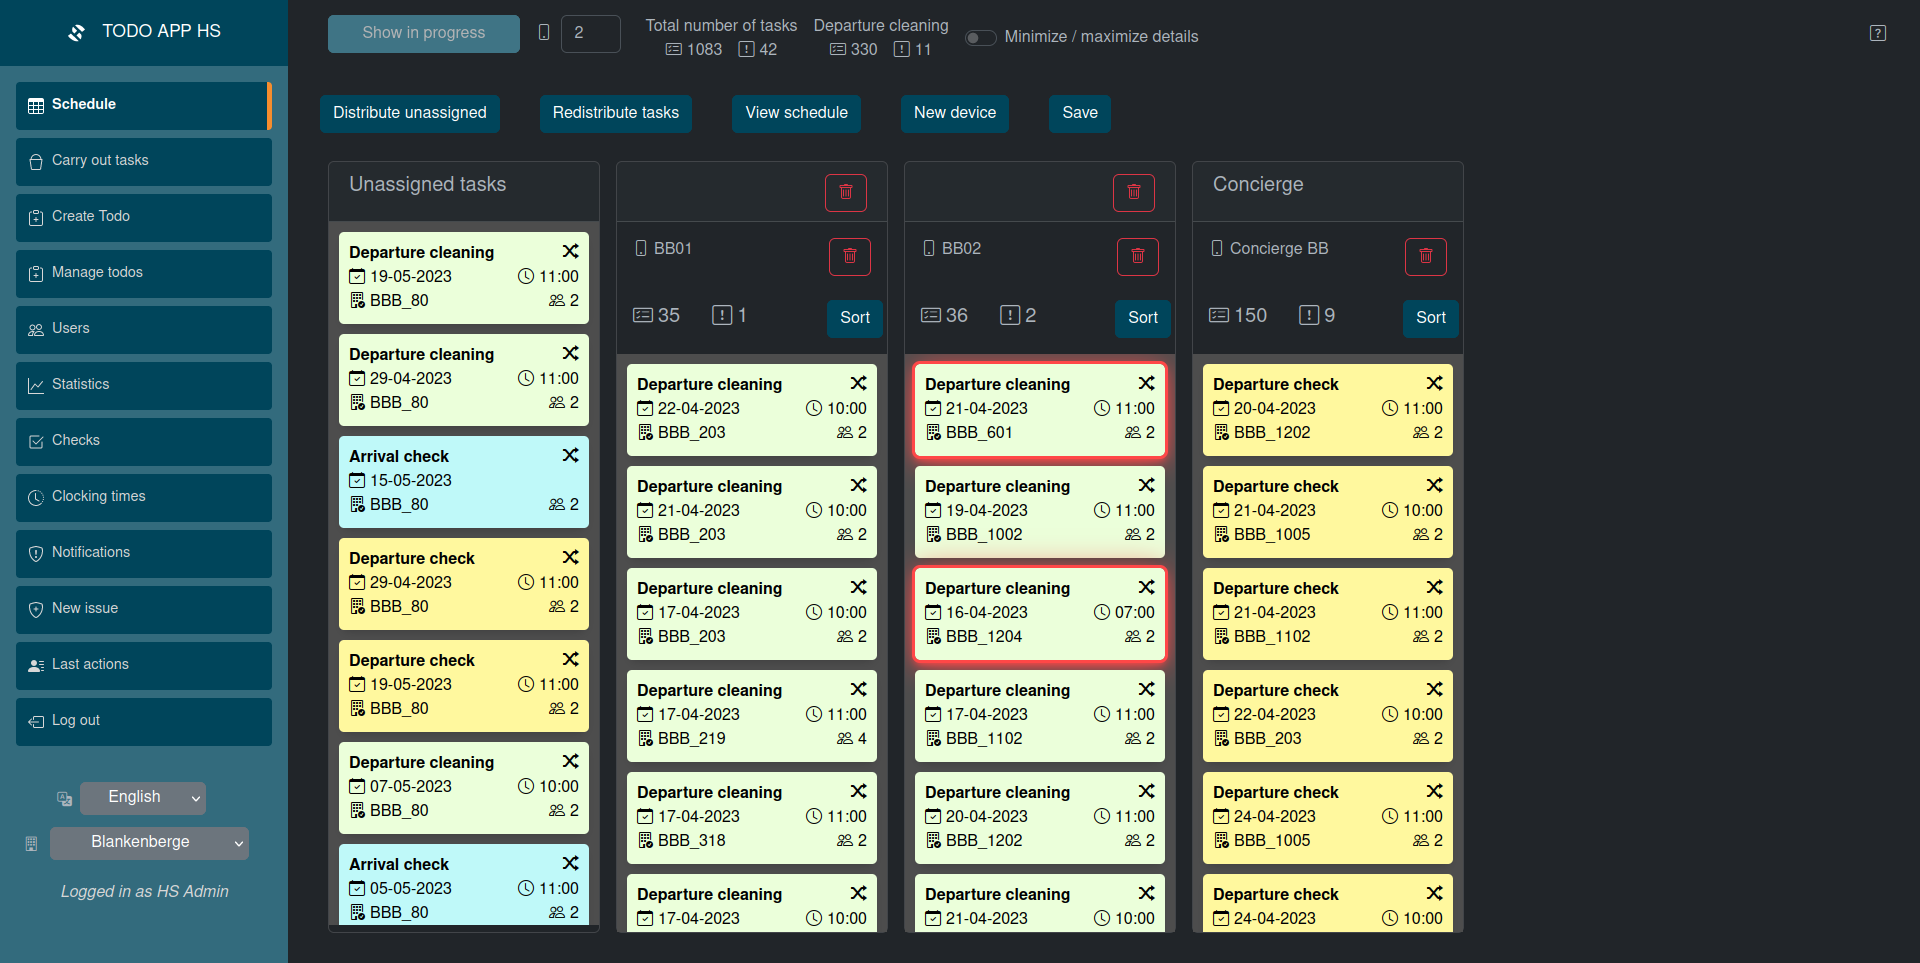 TODO APP HS
Schedule
Carry out tasks
Create Todo
Manage todos
Users
Statistics
Checks
Clocking times
Notifications
New issue
Last actions
Log out
English
Blankenberge
Logged in as HS Admin
Show in progress
2
Total number of tasks
1083 42
Departure cleaning
330 11
Minimize / maximize details
Distribute unassigned
Redistribute tasks
View schedule
New device
Save
Unassigned tasks
Departure cleaning
19-05-2023 11:00
BBB_80 2
Departure cleaning
29-04-2023 11:00
BBB_80 2
Arrival check
15-05-2023
BBB_80 2
Departure check
29-04-2023 11:00
BBB_80 2
Departure check
19-05-2023 11:00
BBB_80 2
Departure cleaning
07-05-2023 10:00
BBB_80 2
Arrival check
05-05-2023 11:00
BBB_80 2
BB01
35 1 Sort
Departure cleaning
22-04-2023 10:00
BBB_203 2
Departure cleaning
21-04-2023 10:00
BBB_203 2
Departure cleaning
17-04-2023 10:00
BBB_203 2
Departure cleaning
17-04-2023 11:00
BBB_219 4
Departure cleaning
17-04-2023 11:00
BBB_318 2
Departure cleaning
17-04-2023 10:00
BB02
36 2 Sort
Departure cleaning
21-04-2023 11:00
BBB_601 2
Departure cleaning
19-04-2023 11:00
BBB_1002 2
Departure cleaning
16-04-2023 07:00
BBB_1204 2
Departure cleaning
17-04-2023 11:00
BBB_1102 2
Departure cleaning
20-04-2023 11:00
BBB_1202 2
Departure cleaning
21-04-2023 10:00
Concierge
Concierge BB
150 9 Sort
Departure check
20-04-2023 11:00
BBB_1202 2
Departure check
21-04-2023 10:00
BBB_1005 2
Departure check
21-04-2023 11:00
BBB_1102 2
Departure check
22-04-2023 10:00
BBB_203 2
Departure check
24-04-2023 11:00
BBB_1005 2
Departure check
24-04-2023 10:00